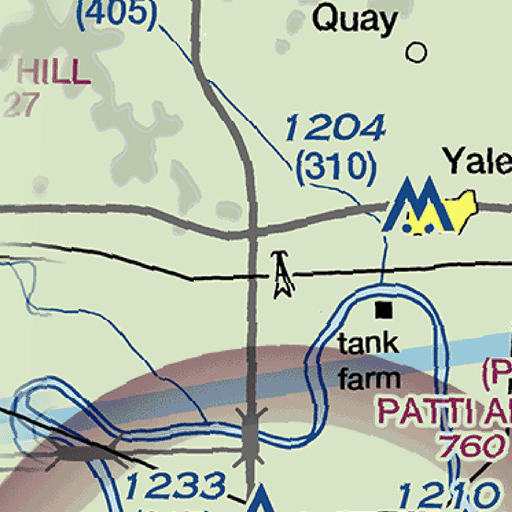 (405)
Quay
HILL
27
1204
(310)
Yale
tank
farm
(P
PATTI A
760
1233
1210